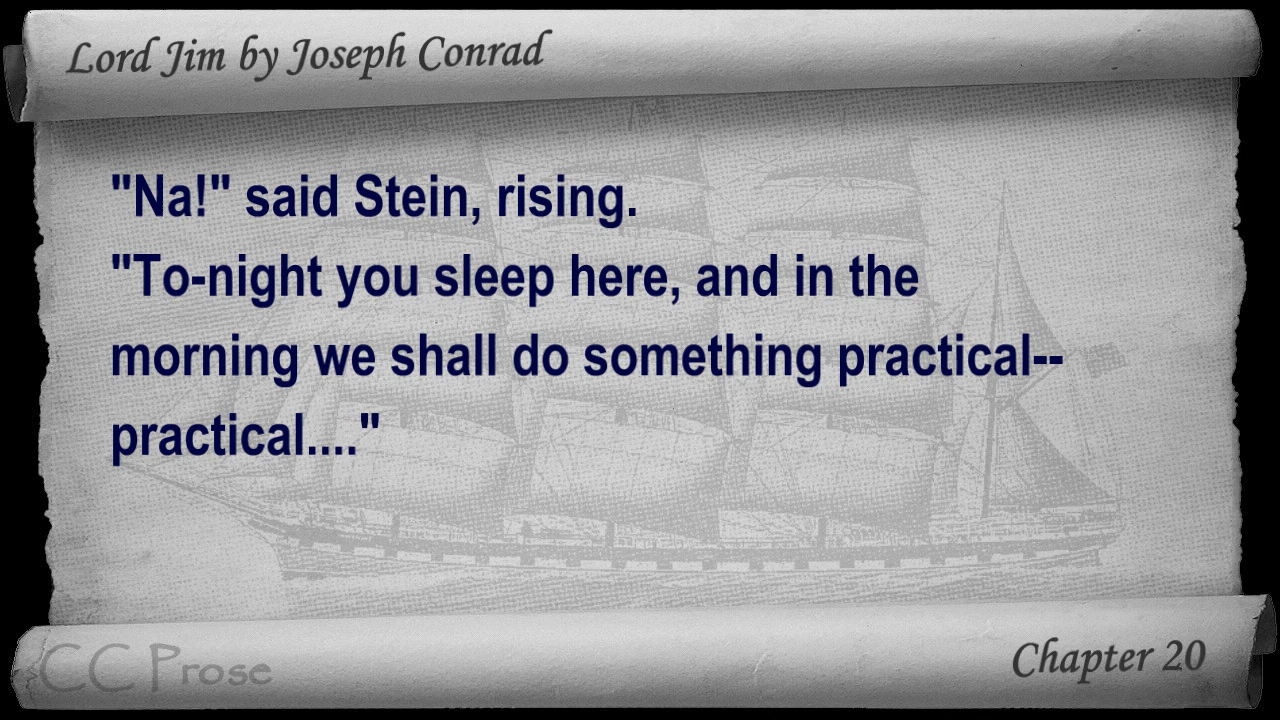 Lord Jim by Joseph Conrad
"Na!" said Stein, rising.
"To-night you sleep here, and in the
morning we shall do something practical--
practical...."
CC Prose
Chapter 20